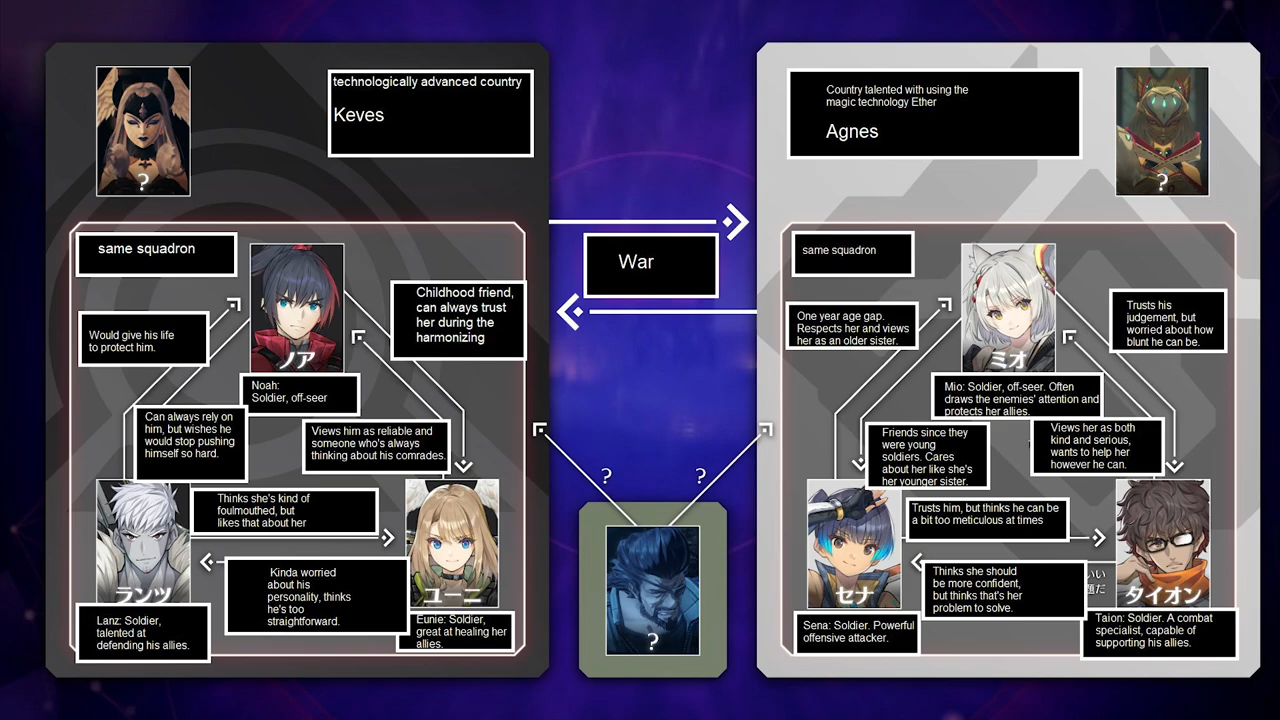 technologically advanced country
Keves
?
same squadron
Would give his life
to protect him.
Childhood friend,
can always trust
her during the
harmonizing
ノア
Noah:
Soldier, off-seer
Can always rely on
him, but wishes he
would stop pushing
himself so hard.
Views him as reliable and
someone who's always
thinking about his comrades.
Thinks she's kind of
foulmouthed, but
likes that about her
Kinda worried
about his
personality, thinks
he's too
straightforward.
ランツ
Lanz: Soldier,
talented at
defending his allies.
ユーニ
Eunie: Soldier,
great at healing her
allies.
War
?
?
?
Country talented with using the
magic technology Ether
Agnes
?
same squadron
One year age gap.
Respects her and views
her as an older sister.
Trusts his
judgement, but
worried about how
blunt he can be.
ミオ
Mio: Soldier, off-seer. Often
draws the enemies' attention and
protects her allies.
Friends since they
were young
soldiers. Cares
about her like she's
her younger sister.
Views her as both
kind and serious,
wants to help her
however he can.
Trusts him, but thinks he can be
a bit too meticulous at times
Thinks she should
be more confident,
but thinks that's her
problem to solve.
セナ
Sena: Soldier. Powerful
offensive attacker.
タイオン
Taion: Soldier. A combat
specialist, capable of
supporting his allies.